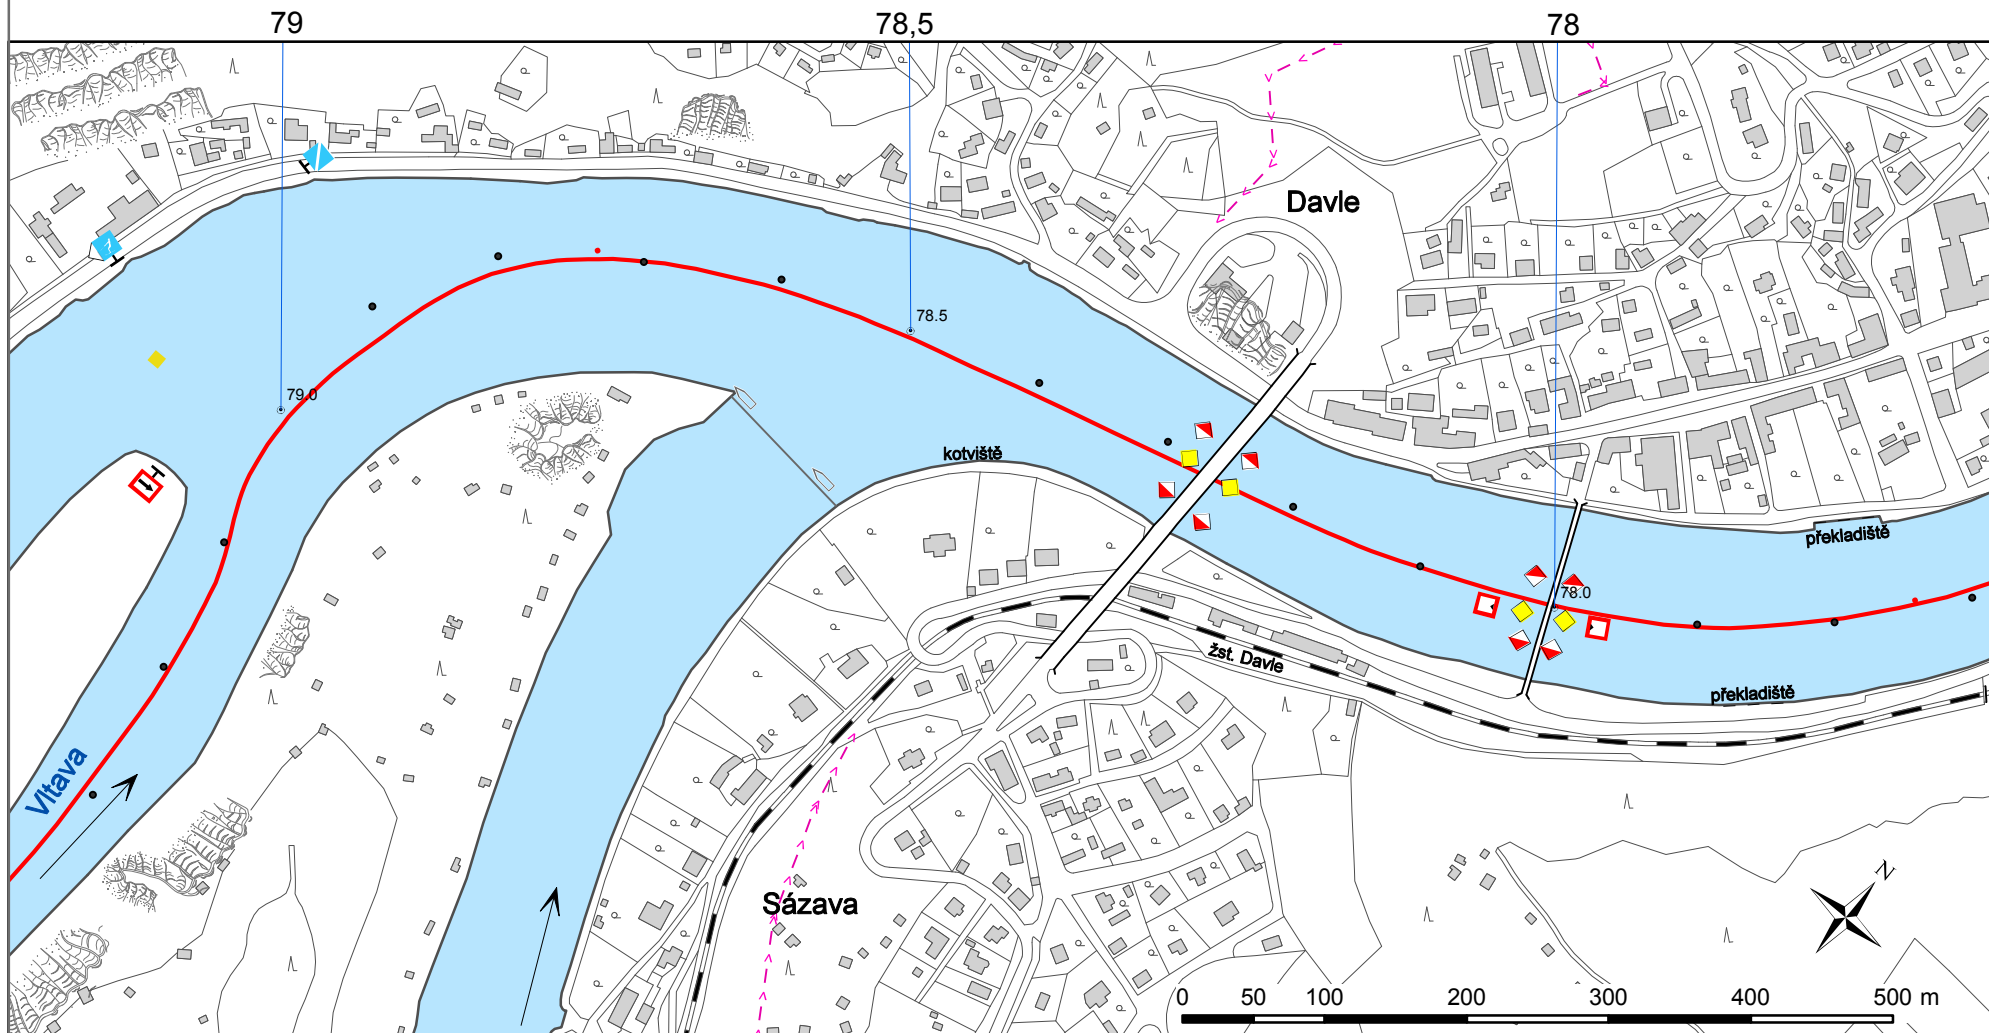 79 78,5 78
Davle
78.5
79.0
kotviště
překladiště
78.0
žst. Davle
překladiště
Vltava
Sázava
N
0 50 100 200 300 400 500 m